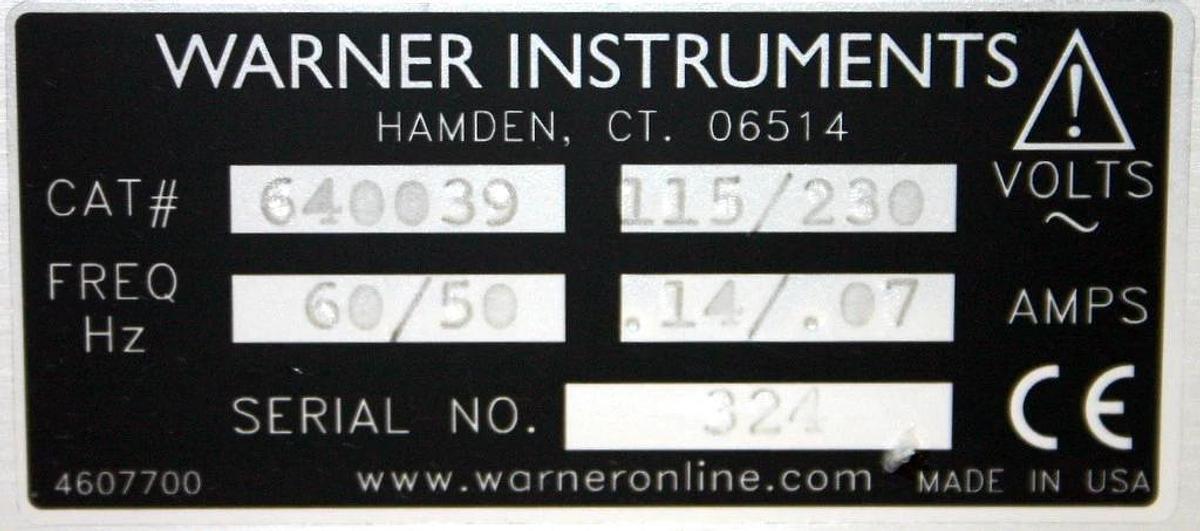 WARNER INSTRUMENTS
HAMDEN, CT. 06514
CAT# 640039 115/230 VOLTS ~
FREQ Hz 60/50 .14/.07 AMPS
SERIAL NO. 324 CE
4607700 www.warneronline.com MADE IN USA